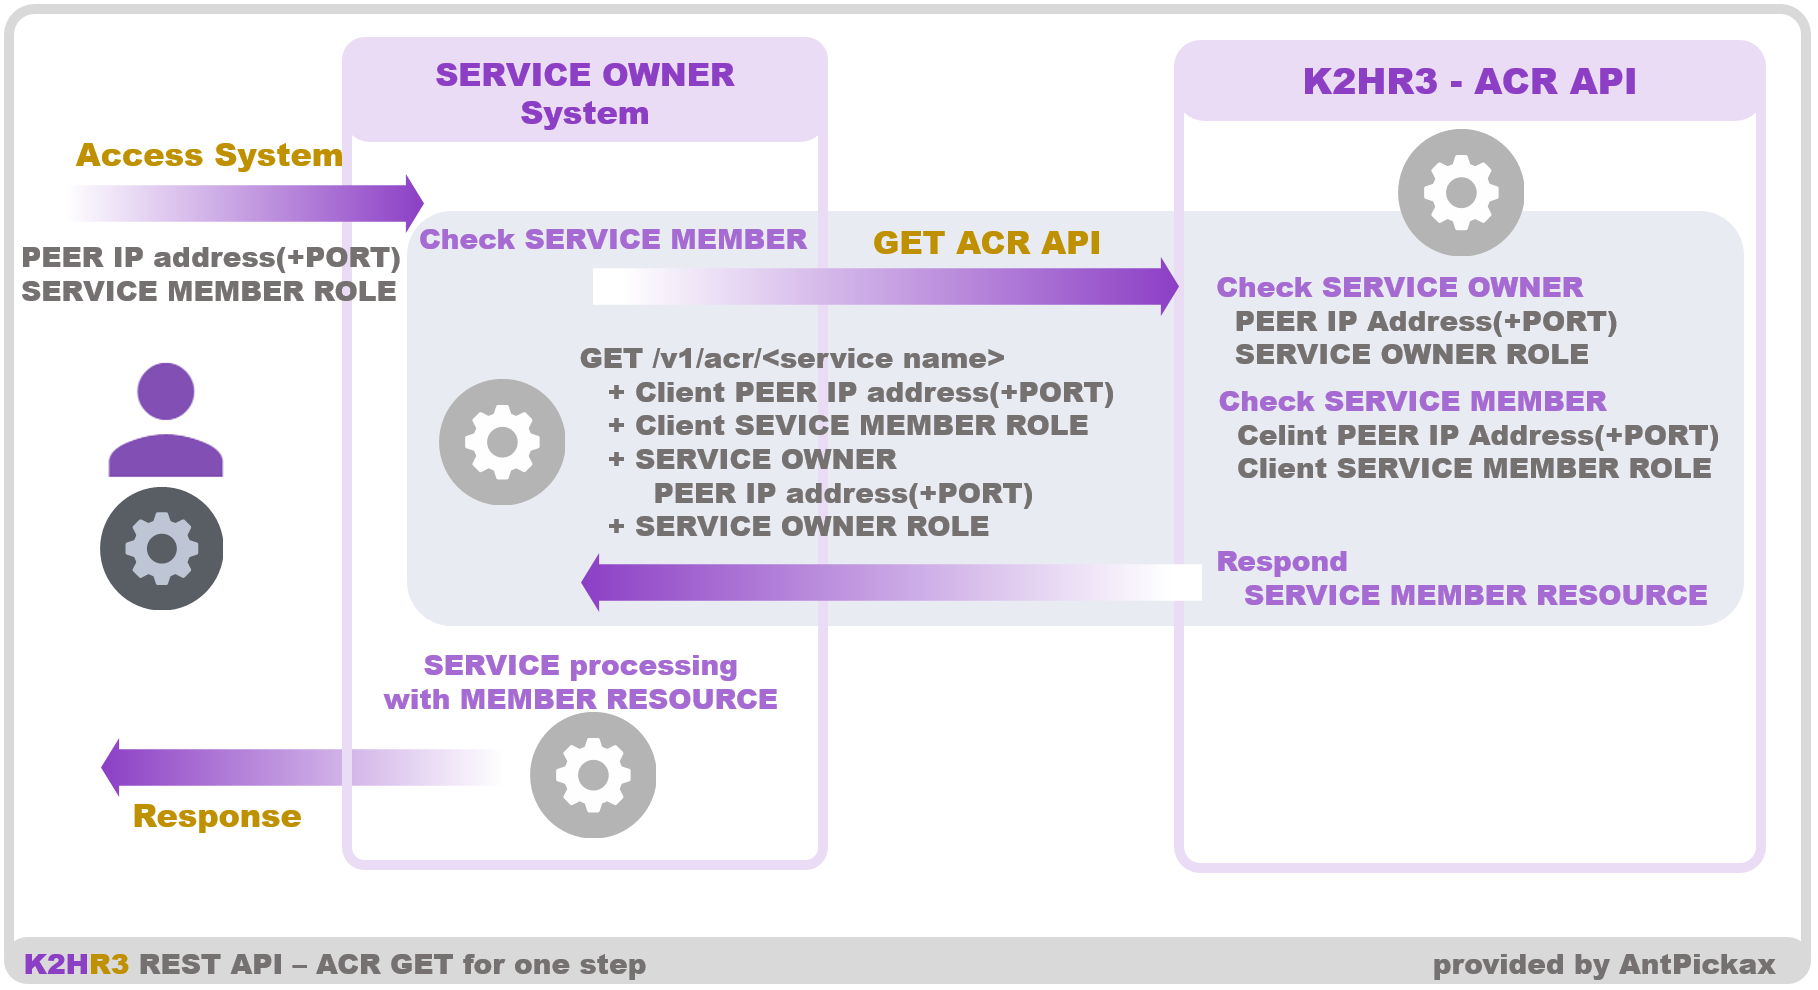 SERVICE OWNER
System
K2HR3 - ACR API
Access System
PEER IP address(+PORT)
SERVICE MEMBER ROLE
Check SERVICE MEMBER
GET ACR API
GET /v1/acr/<service name>
+ Client PEER IP address(+PORT)
+ Client SEVICE MEMBER ROLE
+ SERVICE OWNER
PEER IP address(+PORT)
+ SERVICE OWNER ROLE
Check SERVICE OWNER
PEER IP Address(+PORT)
SERVICE OWNER ROLE
Check SERVICE MEMBER
Celint PEER IP Address(+PORT)
Client SERVICE MEMBER ROLE
Respond
SERVICE MEMBER RESOURCE
SERVICE processing
with MEMBER RESOURCE
Response
K2HR3 REST API – ACR GET for one step
provided by AntPickax